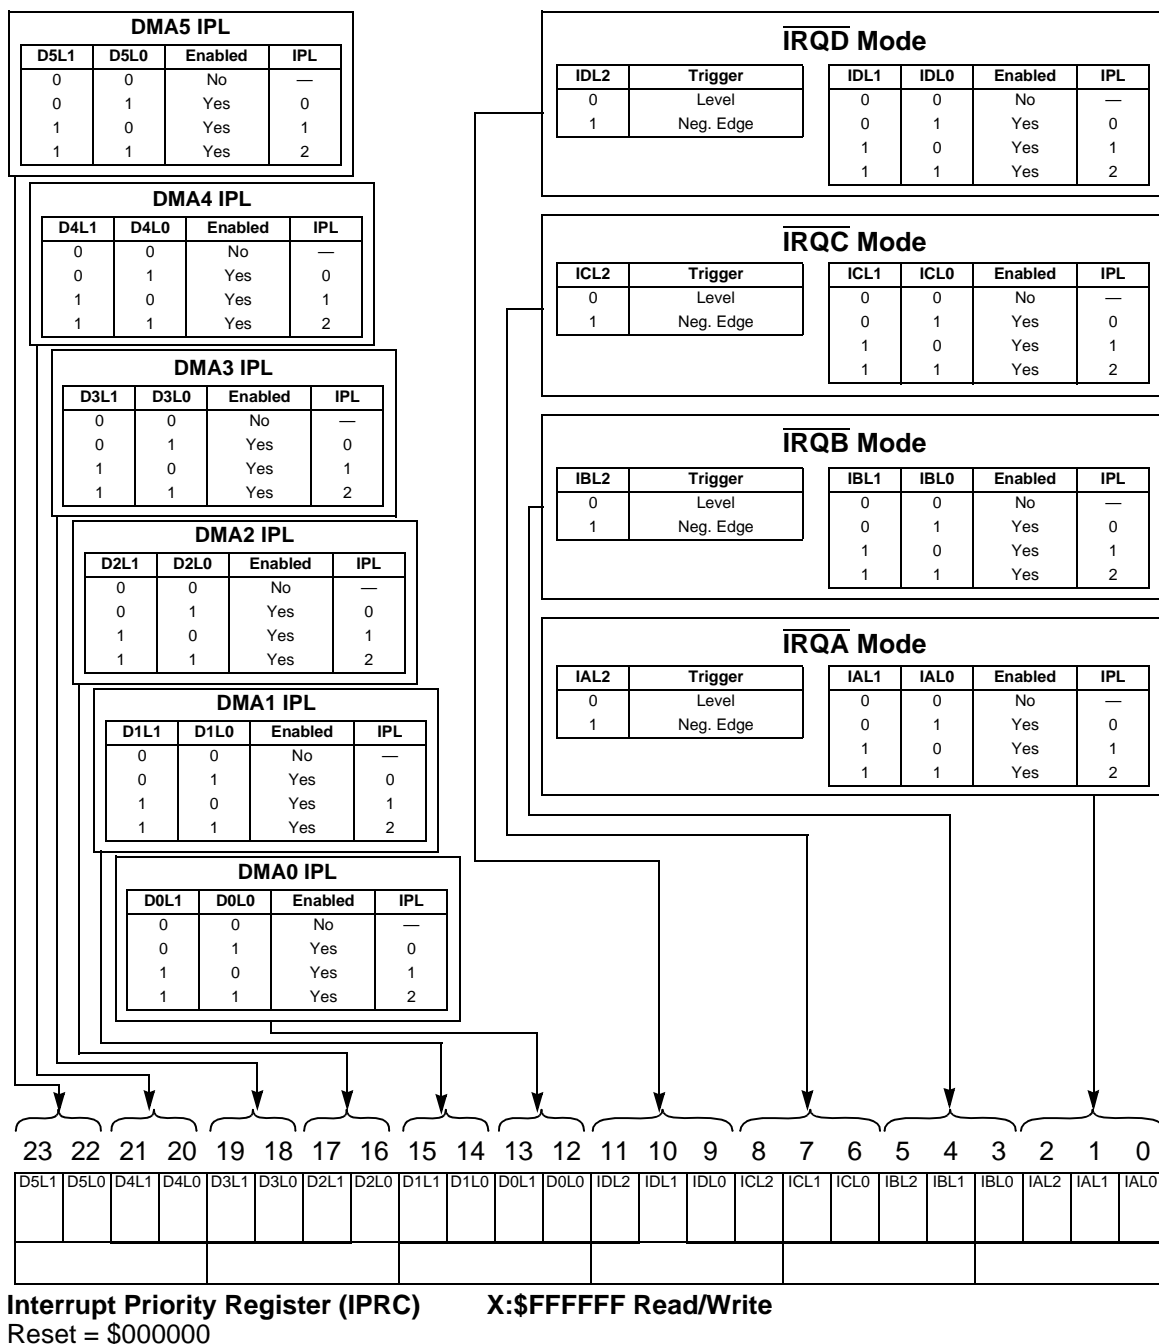 DMA5 IPL
D5L1 D5L0 Enabled IPL
0 0 No —
0 1 Yes 0
1 0 Yes 1
1 1 Yes 2
DMA4 IPL
D4L1 D4L0 Enabled IPL
0 0 No —
0 1 Yes 0
1 0 Yes 1
1 1 Yes 2
DMA3 IPL
D3L1 D3L0 Enabled IPL
0 0 No —
0 1 Yes 0
1 0 Yes 1
1 1 Yes 2
DMA2 IPL
D2L1 D2L0 Enabled IPL
0 0 No —
0 1 Yes 0
1 0 Yes 1
1 1 Yes 2
DMA1 IPL
D1L1 D1L0 Enabled IPL
0 0 No —
0 1 Yes 0
1 0 Yes 1
1 1 Yes 2
DMA0 IPL
D0L1 D0L0 Enabled IPL
0 0 No —
0 1 Yes 0
1 0 Yes 1
1 1 Yes 2
IRQD Mode
IDL2 Trigger
0 Level
1 Neg. Edge
IDL1 IDL0 Enabled IPL
0 0 No —
0 1 Yes 0
1 0 Yes 1
1 1 Yes 2
IRQC Mode
ICL2 Trigger
0 Level
1 Neg. Edge
ICL1 ICL0 Enabled IPL
0 0 No —
0 1 Yes 0
1 0 Yes 1
1 1 Yes 2
IRQB Mode
IBL2 Trigger
0 Level
1 Neg. Edge
IBL1 IBL0 Enabled IPL
0 0 No —
0 1 Yes 0
1 0 Yes 1
1 1 Yes 2
IRQA Mode
IAL2 Trigger
0 Level
1 Neg. Edge
IAL1 IAL0 Enabled IPL
0 0 No —
0 1 Yes 0
1 0 Yes 1
1 1 Yes 2
23 22 21 20 19 18 17 16 15 14 13 12 11 10 9 8 7 6 5 4 3 2 1 0
D5L1 D5L0 D4L1 D4L0 D3L1 D3L0 D2L1 D2L0 D1L1 D1L0 D0L1 D0L0 IDL2 IDL1 IDL0 ICL2 ICL1 ICL0 IBL2 IBL1 IBL0 IAL2 IAL1 IAL0
Interrupt Priority Register (IPRC) X:$FFFFFF Read/Write
Reset = $000000